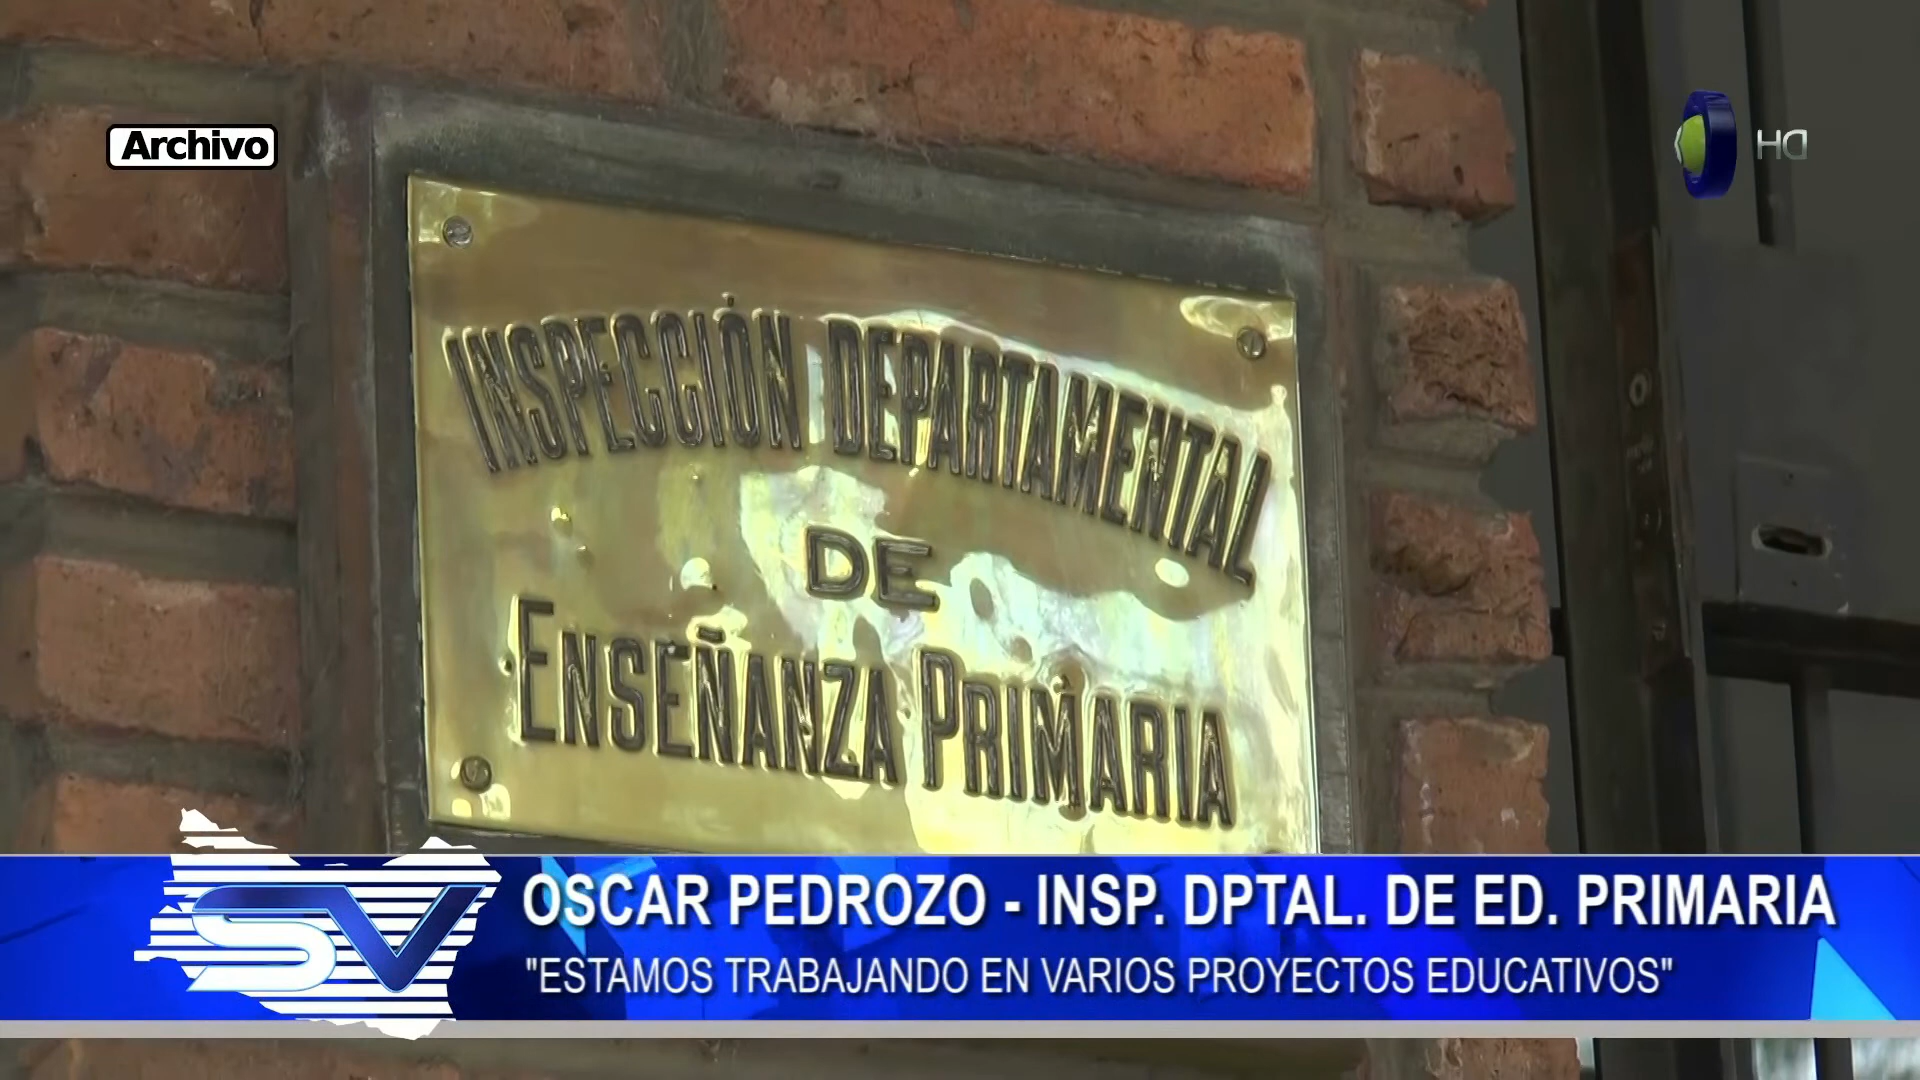 Archivo
HD
INSPECCIÓN DEPARTAMENTAL
DE
ENSEÑANZA PRIMARIA
SV
OSCAR PEDROZO - INSP. DPTAL. DE ED. PRIMARIA
"ESTAMOS TRABAJANDO EN VARIOS PROYECTOS EDUCATIVOS"